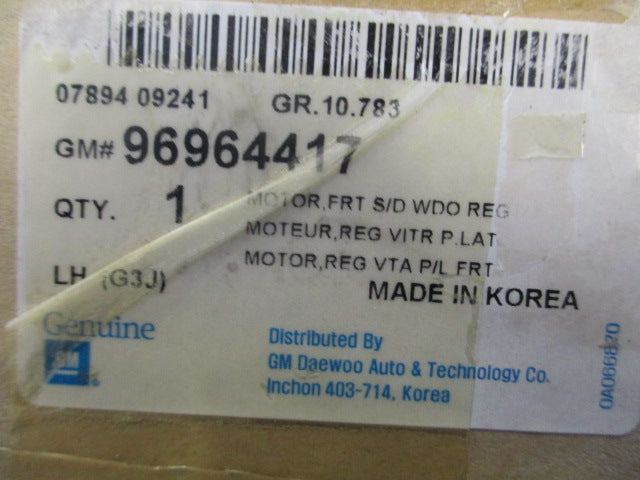 07894 09241 GR.10.783
GM# 96964417
QTY. 1 MOTOR,FRT S/D WDO REG
MOTEUR,REG VITR P.LAT
MOTOR,REG VTA P/L FRT
LH (G3J)
MADE IN KOREA
Genuine
GM
Distributed By
GM Daewoo Auto & Technology Co.
Inchon 403-714, Korea
0A066870